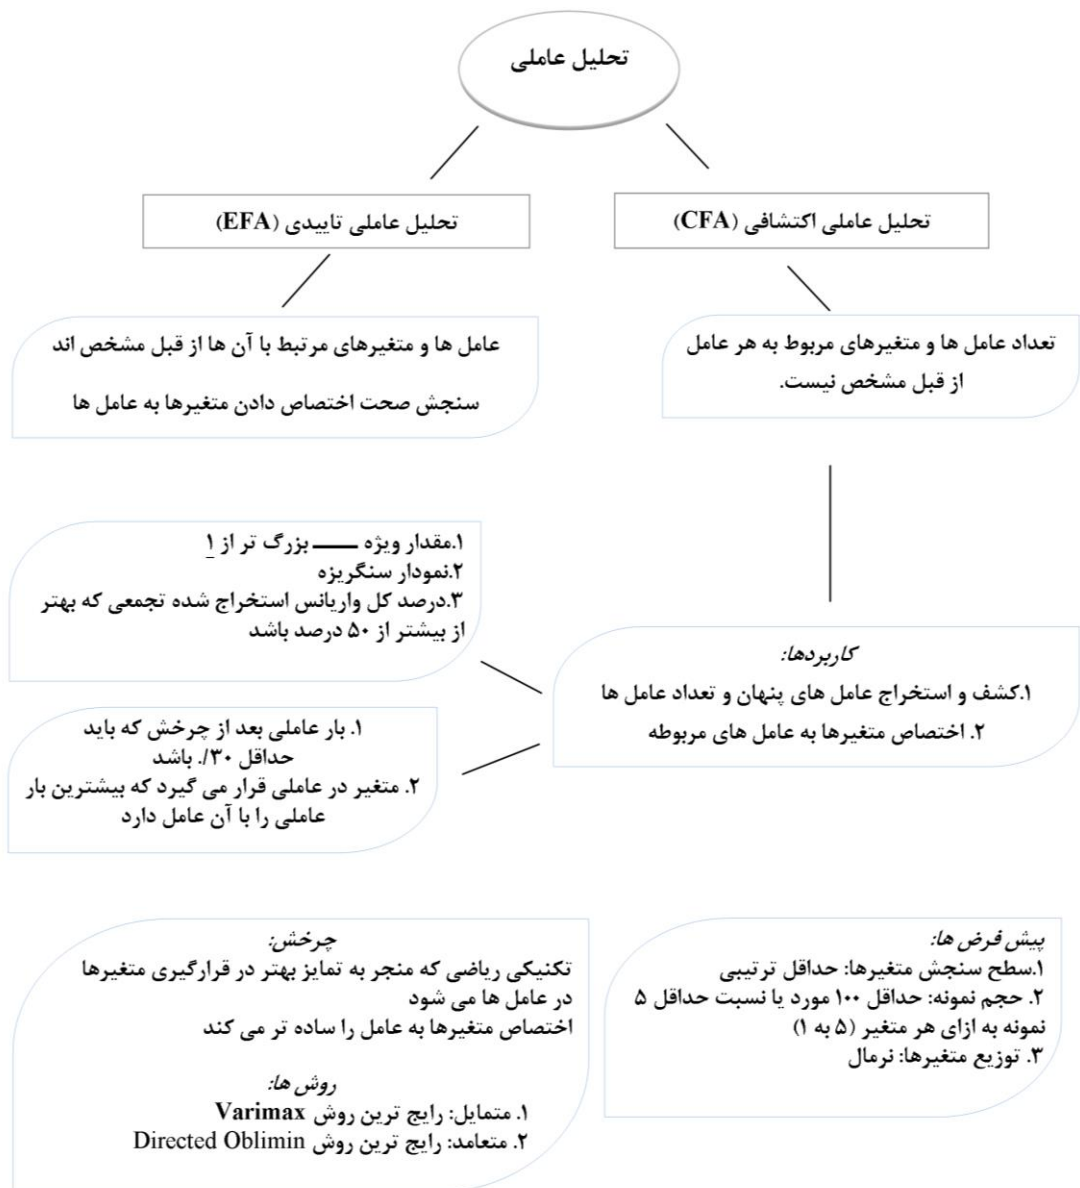 تحلیل عاملی
تحلیل عاملی اکتشافی (CFA)
تحلیل عاملی تاییدی (EFA)
تعداد عامل ها و متغیرهای مربوط به هر عامل
از قبل مشخص نیست.
عامل ها و متغیرهای مرتبط با آن ها از قبل مشخص اند
سنجش صحت اختصاص دادن متغیرها به عامل ها
کاربردها:
۱.کشف و استخراج عامل های پنهان و تعداد عامل ها
۲. اختصاص متغیرها به عامل های مربوطه
۱.مقدار ویژه ــــــ بزرگ تر از ۱
۲.نمودار سنگریزه
۳.درصد کل واریانس استخراج شده تجمعی که بهتر
از بیشتر از ۵۰ درصد باشد
۱. بار عاملی بعد از چرخش که باید
حداقل ۳۰/. باشد
۲. متغیر در عاملی قرار می گیرد که بیشترین بار
عاملی را با آن عامل دارد
پیش فرض ها:
۱.سطح سنجش متغیرها: حداقل ترتیبی
۲. حجم نمونه: حداقل ۱۰۰ مورد یا نسبت حداقل ۵
نمونه به ازای هر متغیر (۵ به ۱)
۳. توزیع متغیرها: نرمال
چرخش:
تکنیکی ریاضی که منجر به تمایز بهتر در قرارگیری متغیرها
در عامل ها می شود
اختصاص متغیرها به عامل را ساده تر می کند
روش ها:
۱. متمایل: رایج ترین روش Varimax
۲. متعامد: رایج ترین روش Directed Oblimin